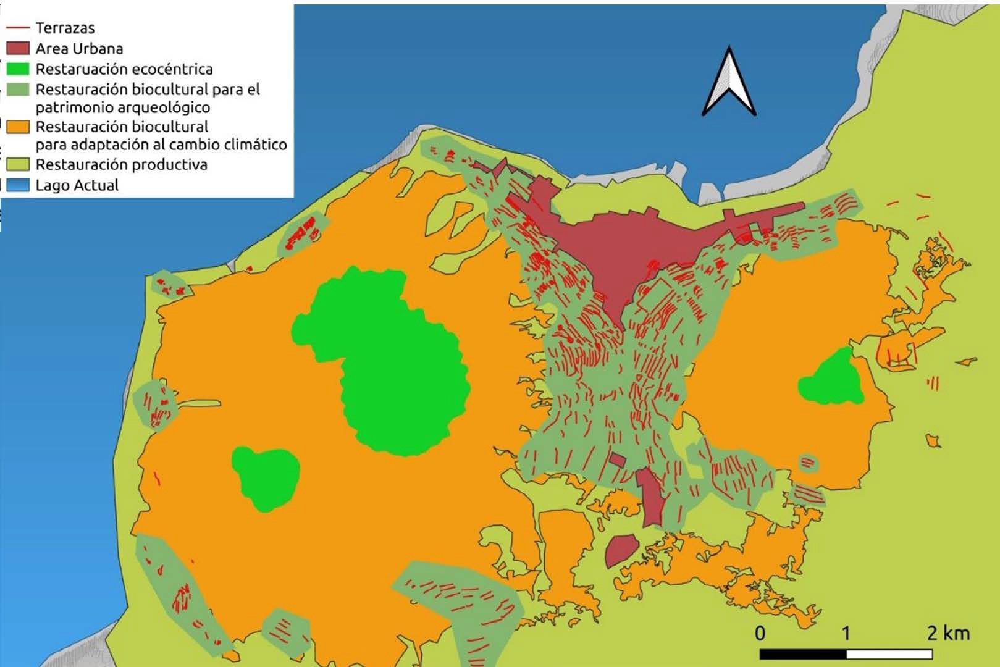 Terrazas
Area Urbana
Restaruación ecocéntrica
Restauración biocultural para el
patrimonio arqueológico
Restauración biocultural
para adaptación al cambio climático
Restauración productiva
Lago Actual
0 1 2 km